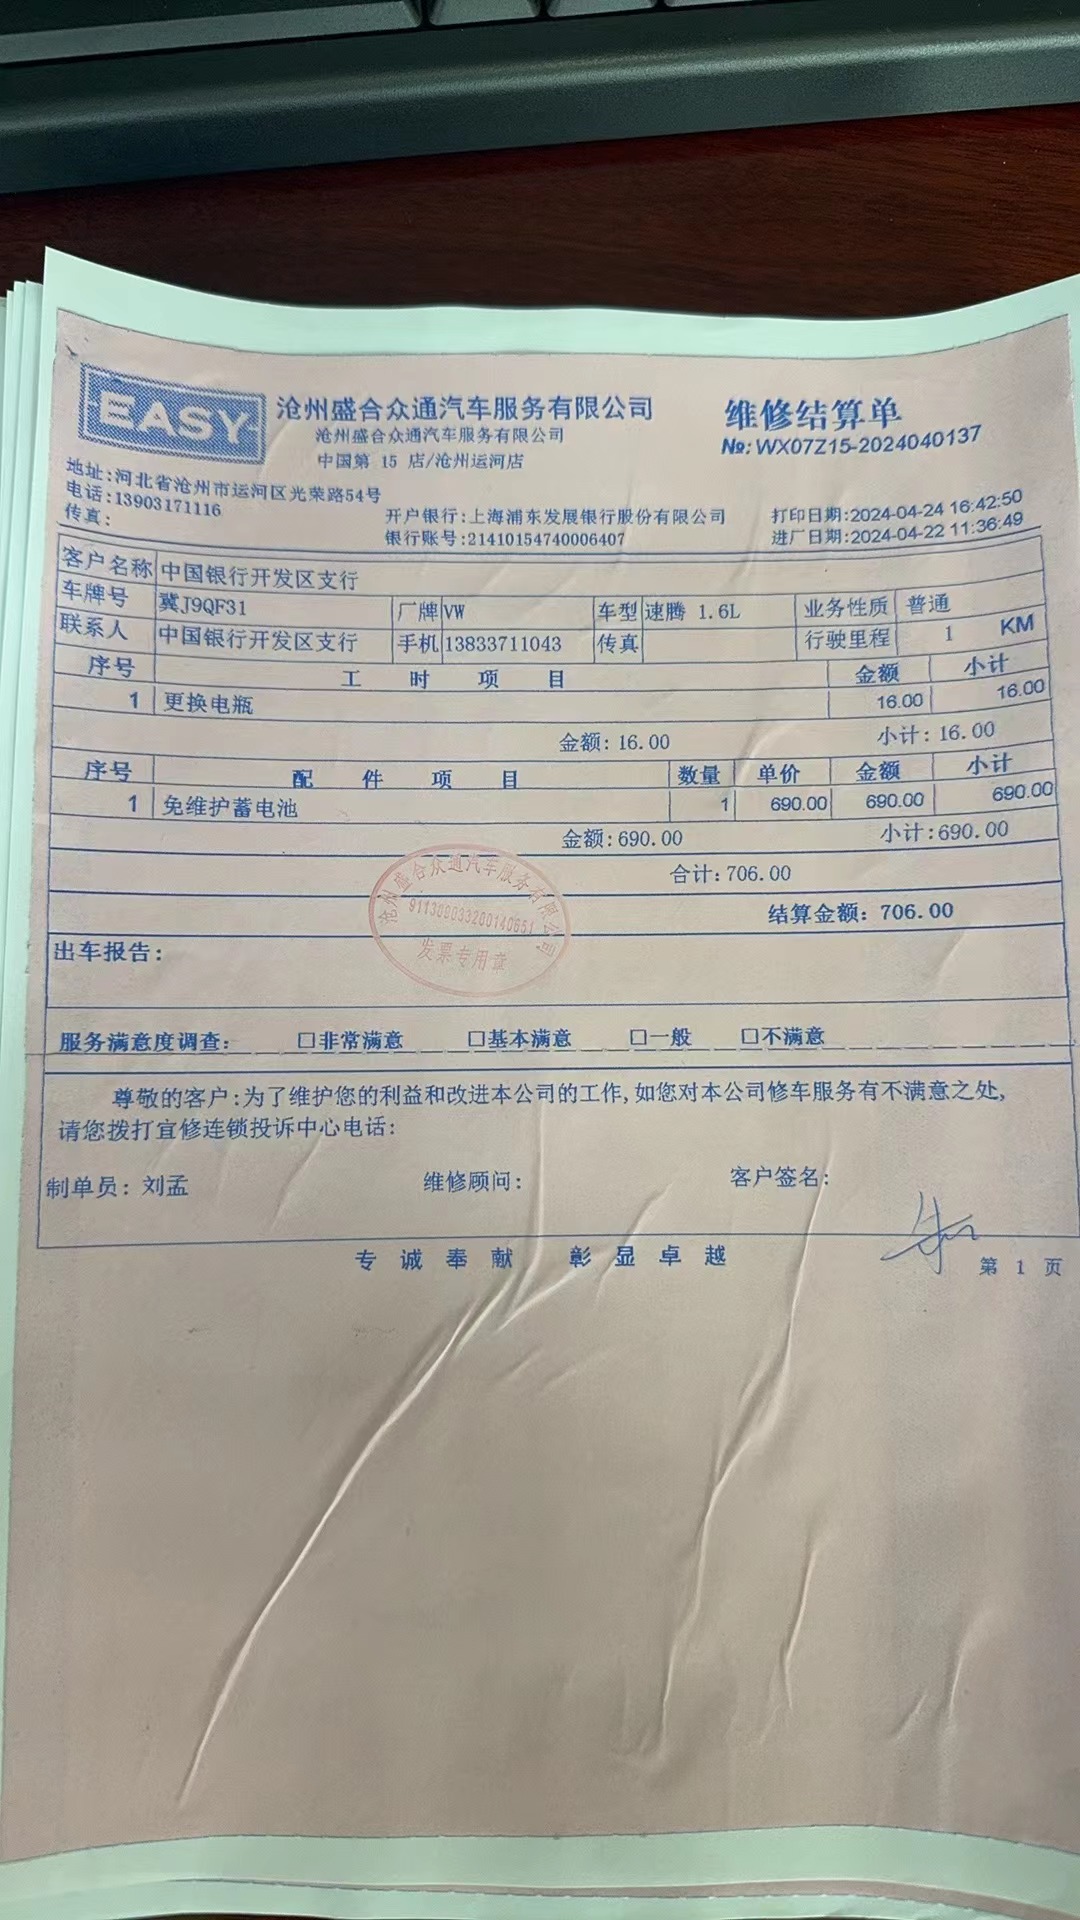 EASY
沧州盛合众通汽车服务有限公司
沧州盛合众通汽车服务有限公司
中国第 15 店/沧州运河店
维修结算单
№: WX07Z15-2024040137
地址:河北省沧州市运河区光荣路54号
电话:13903171116
传真:
开户银行:上海浦东发展银行股份有限公司
银行账号:21410154740006407
打印日期:2024-04-24 16:42:50
进厂日期:2024-04-22 11:36:49
客户名称 中国银行开发区支行
车牌号 冀J9QF31 厂牌 VW 车型 速腾 1.6L 业务性质 普通
联系人 中国银行开发区支行 手机 13833711043 传真 行驶里程 1 KM
序号 工时项目 金额 小计
1 更换电瓶 16.00 16.00
金额: 16.00 小计: 16.00
序号 配件项目 数量 单价 金额 小计
1 免维护蓄电池 1 690.00 690.00 690.00
金额: 690.00 小计:690.00
合计: 706.00
结算金额: 706.00
沧州盛合众通汽车服务有限公司
发票专用章
出车报告:
服务满意度调查: □非常满意 □基本满意 □一般 □不满意
尊敬的客户:为了维护您的利益和改进本公司的工作,如您对本公司修车服务有不满意之处,
请您拨打宜修连锁投诉中心电话:
制单员: 刘孟 维修顾问: 客户签名:
专诚奉献 彰显卓越
第 1 页